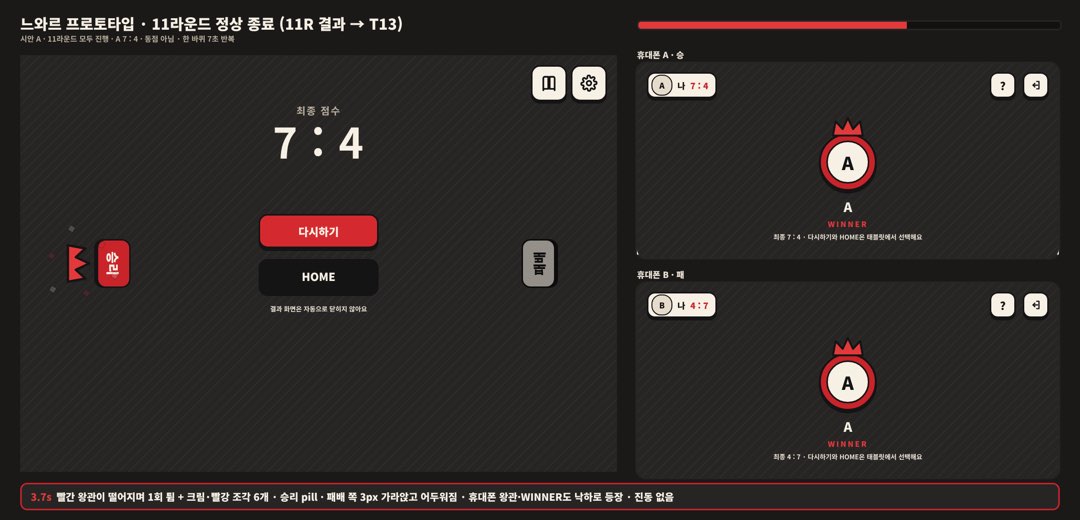 느와르 프로토타입 · 11라운드 정상 종료 (11R 결과 → T13)
시안 A · 11라운드 모두 진행 · A 7 : 4 · 동점 아님 · 한 바퀴 7초 반복
최종 점수
7 : 4
다시하기
HOME
결과 화면은 자동으로 닫히지 않아요
승리
휴대폰 A · 승
A 나 7 : 4
?
A
A
WINNER
최종 7 : 4 · 다시하기와 HOME은 태블릿에서 선택해요
휴대폰 B · 패
B 나 4 : 7
?
A
A
WINNER
최종 4 : 7 · 다시하기와 HOME은 태블릿에서 선택해요
3.7s 빨간 왕관이 떨어지며 1회 튐 + 크림·빨강 조각 6개 · 승리 pill · 패배 쪽 3px 가라앉고 어두워짐 · 휴대폰 왕관·WINNER도 낙하로 등장 · 진동 없음